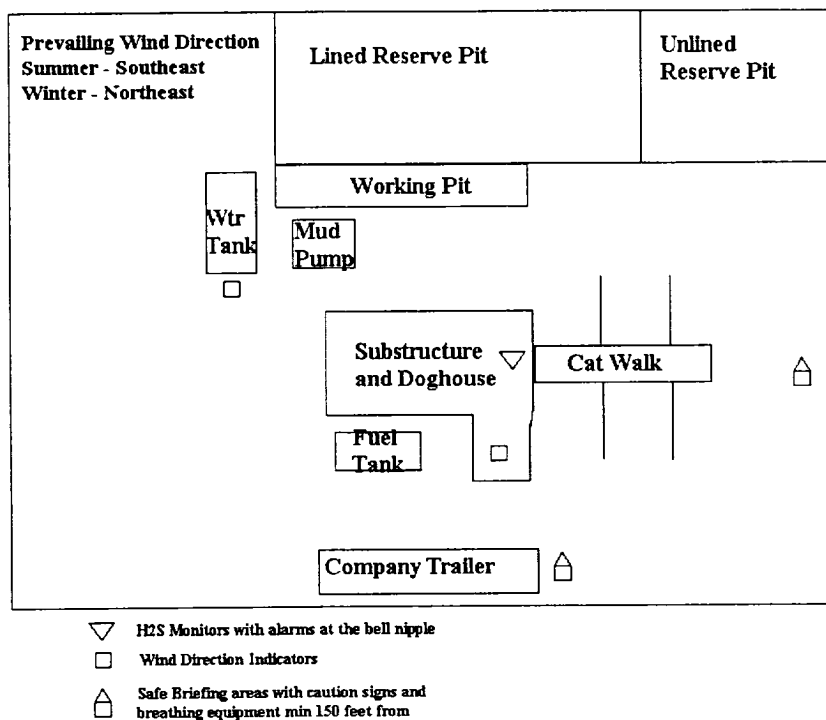 Prevailing Wind Direction
Summer - Southeast
Winter - Northeast
Lined Reserve Pit
Unlined
Reserve Pit
Working Pit
Wtr
Tank
Mud
Pump
Substructure
and Doghouse
Cat Walk
Fuel
Tank
Company Trailer
H2S Monitors with alarms at the bell nipple
Wind Direction Indicators
Safe Briefing areas with caution signs and
breathing equipment min 150 feet from